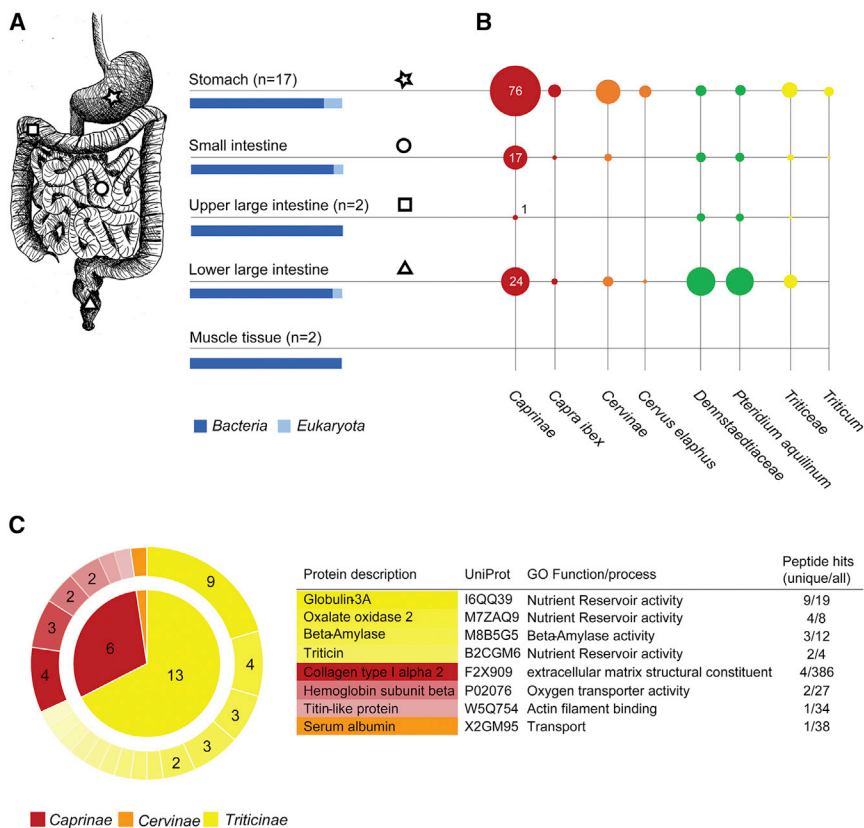 A
B
Stomach (n=17)
76
Small intestine
17
Upper large intestine (n=2)
1
Lower large intestine
24
Muscle tissue (n=2)
Bacteria
Eukaryota
Caprinae
Capra ibex
Cervinae
Cervus elaphus
Dennstaedtiaceae
Pteridium aquilinum
Triticeae
Triticum
C
9
4
3
3
2
4
3
2
2
6
13
Caprinae
Cervinae
Triticinae
Protein description UniProt GO Function/process Peptide hits (unique/all)
Globulin-3A I6QQ39 Nutrient Reservoir activity 9/19
Oxalate oxidase 2 M7ZAQ9 Nutrient Reservoir activity 4/8
Beta-Amylase M8B5G5 Beta-Amylase activity 3/12
Triticin B2CGM6 Nutrient Reservoir activity 2/4
Collagen type I alpha 2 F2X909 extracellular matrix structural constituent 4/386
Hemoglobin subunit beta P02076 Oxygen transporter activity 2/27
Titin-like protein W5Q754 Actin filament binding 1/34
Serum albumin X2GM95 Transport 1/38